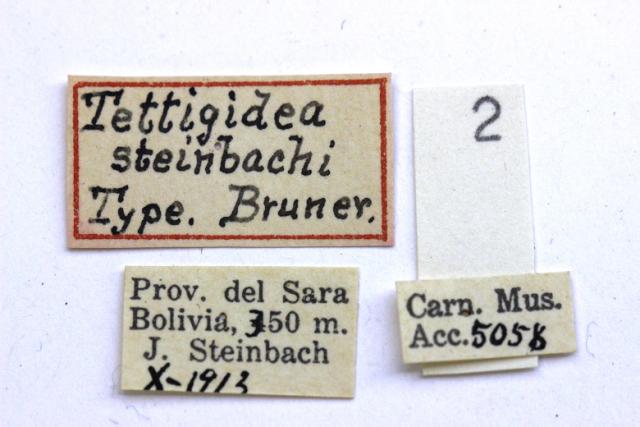 Tettigidea
steinbachi
Type. Bruner.
2
Prov. del Sara
Bolivia, 350 m.
J. Steinbach
X-1913
Carn. Mus.
Acc. 5058